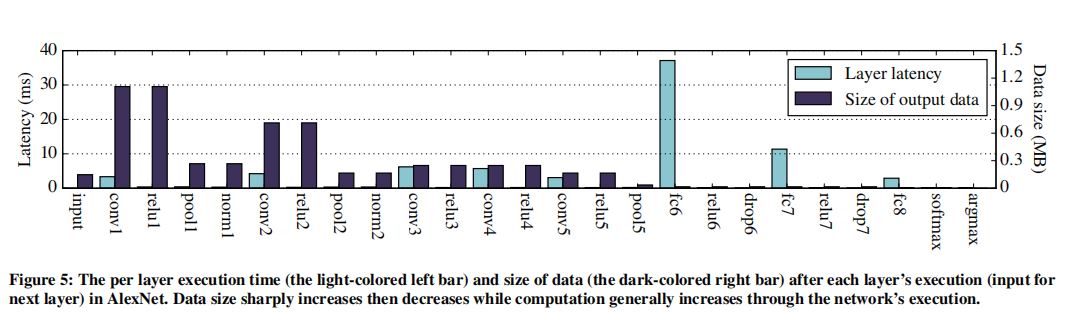 40
30
20
10
0
Latency (ms)
1.5
1.2
0.9
0.6
0.3
0
Data size (MB)
Layer latency
Size of output data
input
conv1
relu1
pool1
norm1
conv2
relu2
pool2
norm2
conv3
relu3
conv4
relu4
conv5
relu5
pool5
fc6
relu6
drop6
fc7
relu7
drop7
fc8
softmax
argmax
Figure 5: The per layer execution time (the light-colored left bar) and size of data (the dark-colored right bar) after each layer's execution (input for
next layer) in AlexNet. Data size sharply increases then decreases while computation generally increases through the network's execution.